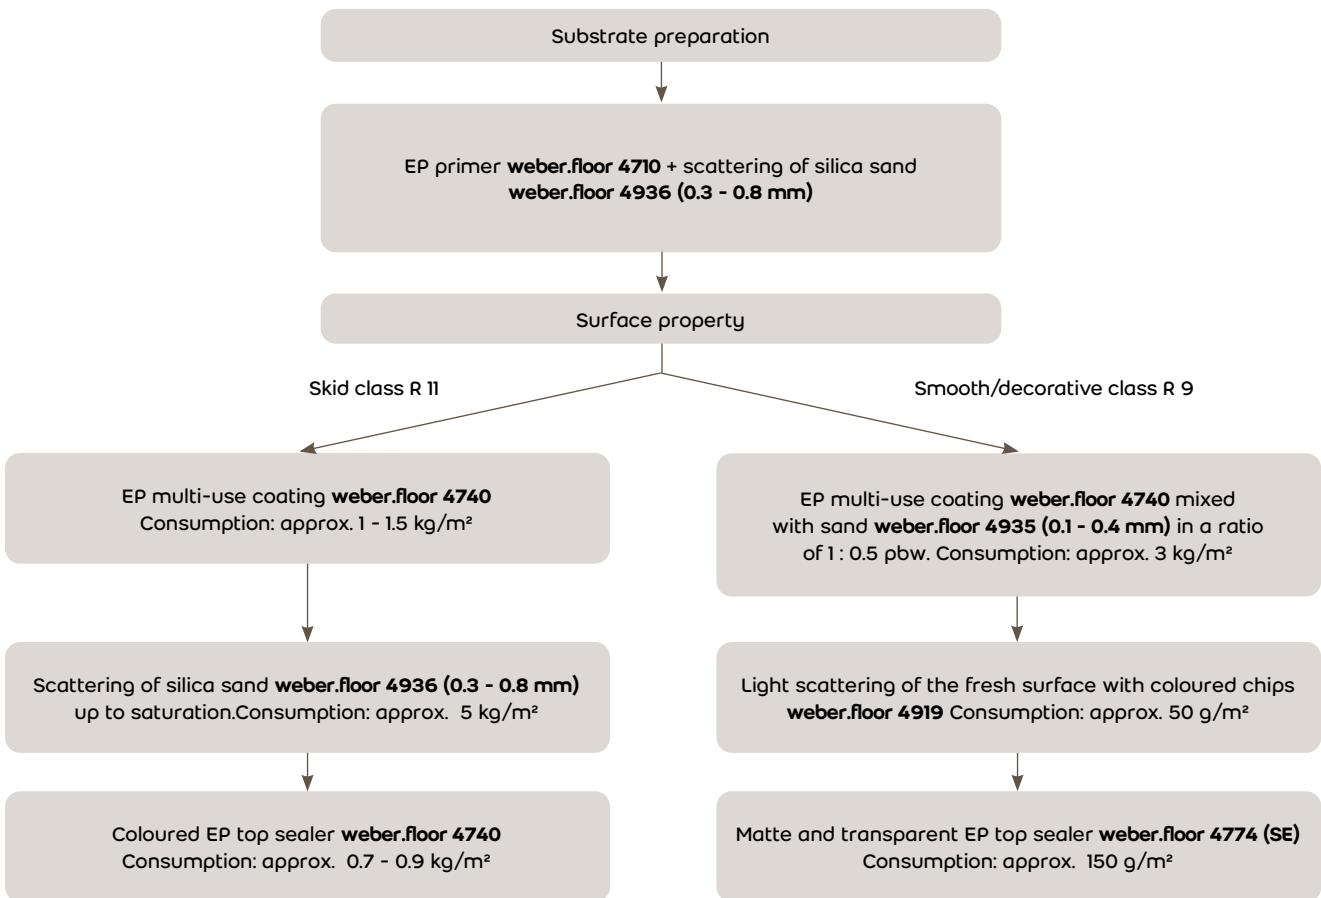 Substrate preparation
EP primer weber.floor 4710 + scattering of silica sand
weber.floor 4936 (0.3 - 0.8 mm)
Surface property
Skid class R 11
Smooth/decorative class R 9
EP multi-use coating weber.floor 4740
Consumption: approx. 1 - 1.5 kg/m²
EP multi-use coating weber.floor 4740 mixed
with sand weber.floor 4935 (0.1 - 0.4 mm) in a ratio
of 1 : 0.5 pbw. Consumption: approx. 3 kg/m²
Scattering of silica sand weber.floor 4936 (0.3 - 0.8 mm)
up to saturation.Consumption: approx.  5 kg/m²
Light scattering of the fresh surface with coloured chips
weber.floor 4919 Consumption: approx. 50 g/m²
Coloured EP top sealer weber.floor 4740
Consumption: approx.  0.7 - 0.9 kg/m²
Matte and transparent EP top sealer weber.floor 4774 (SE)
Consumption: approx.  150 g/m²